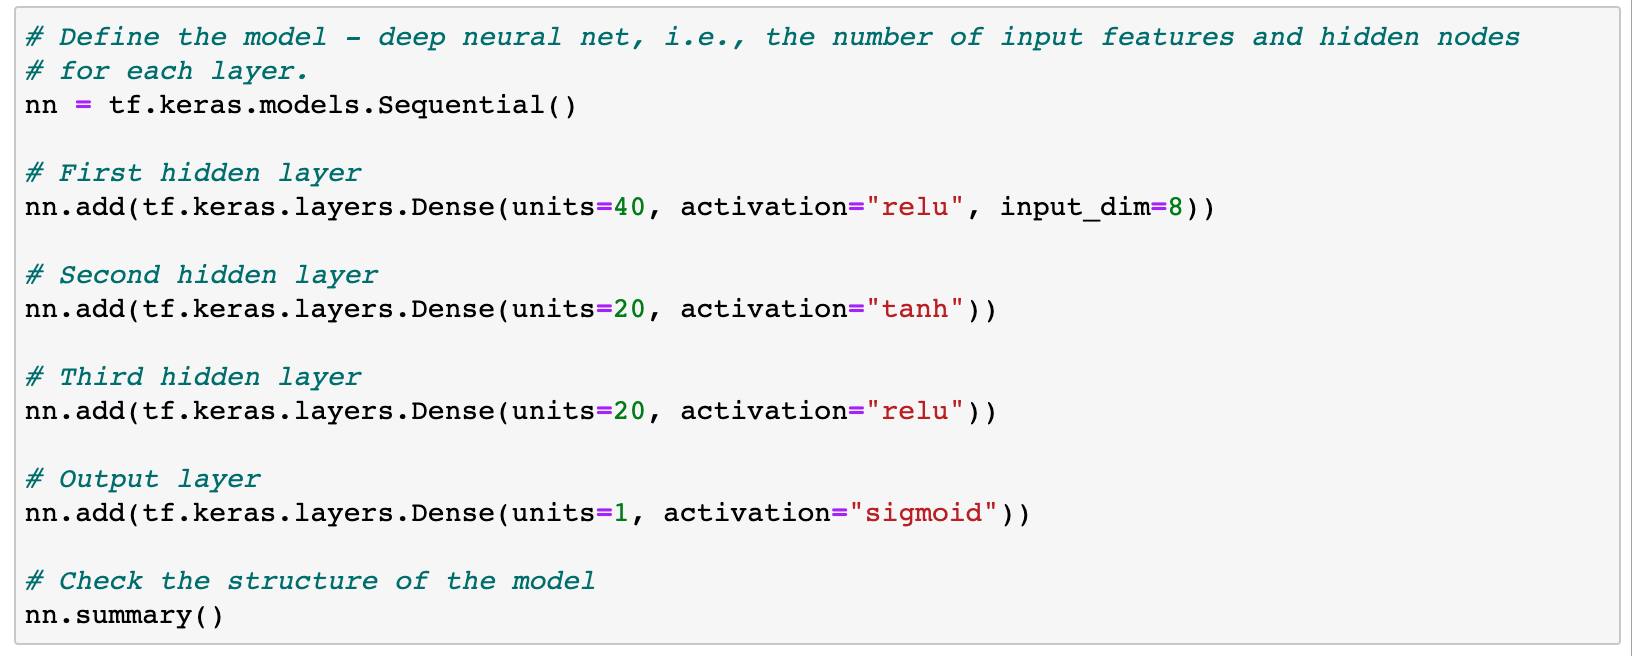 # Define the model – deep neural net, i.e., the number of input features and hidden nodes
# for each layer.
nn = tf.keras.models.Sequential()
# First hidden layer
nn.add(tf.keras.layers.Dense(units=40, activation="relu", input_dim=8))
# Second hidden layer
nn.add(tf.keras.layers.Dense(units=20, activation="tanh"))
# Third hidden layer
nn.add(tf.keras.layers.Dense(units=20, activation="relu"))
# Output layer
nn.add(tf.keras.layers.Dense(units=1, activation="sigmoid"))
# Check the structure of the model
nn.summary()